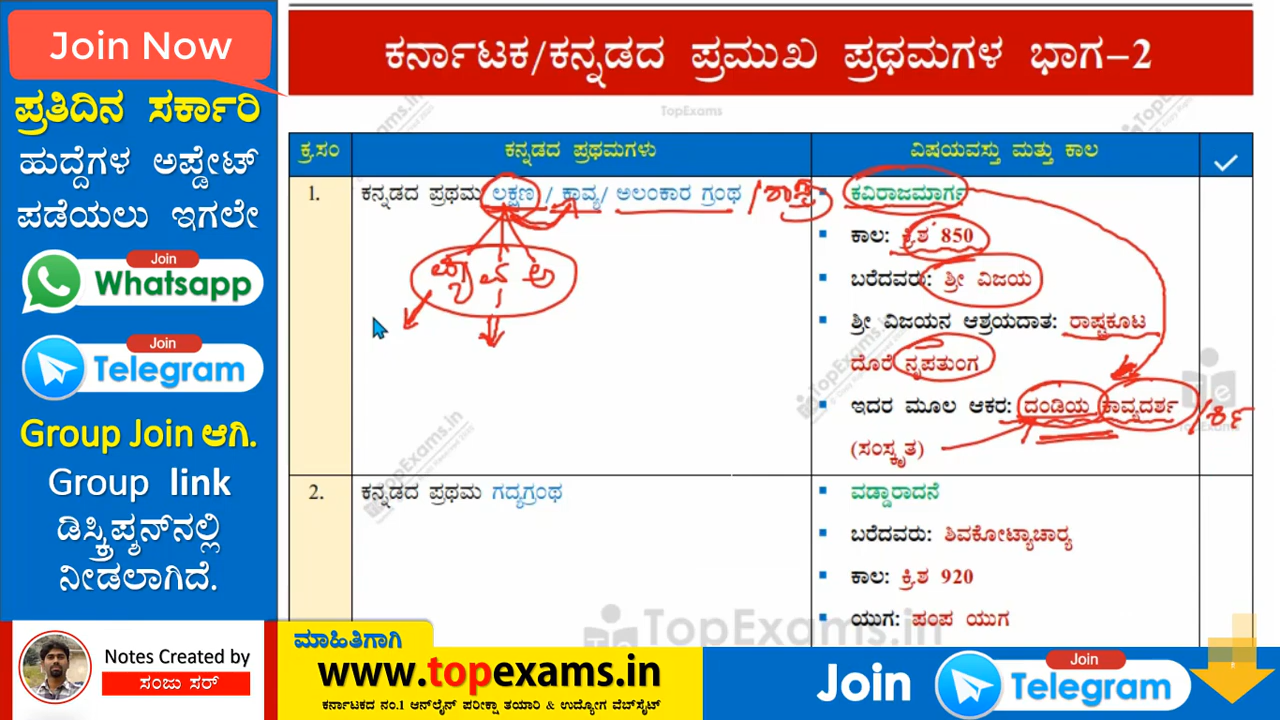 Join Now
ಪ್ರತಿದಿನ ಸರ್ಕಾರಿ
ಹುದ್ದೆಗಳ ಅಪ್ಡೇಟ್
ಪಡೆಯಲು ಇಗಲೇ
Join
Whatsapp
Join
Telegram
Group Join ಆಗಿ.
Group link
ಡಿಸ್ಕ್ರಿಪ್ಶನ್‌ನಲ್ಲಿ
ನೀಡಲಾಗಿದೆ.
Notes Created by
ಸಂಜು ಸರ್
ಕರ್ನಾಟಕ/ಕನ್ನಡದ ಪ್ರಮುಖ ಪ್ರಥಮಗಳ ಭಾಗ-2
TopExams
ಕ್ರ.ಸಂ ಕನ್ನಡದ ಪ್ರಥಮಗಳು ವಿಷಯವಸ್ತು ಮತ್ತು ಕಾಲ
1. ಕನ್ನಡದ ಪ್ರಥಮ ಲಕ್ಷಣ / ಕಾವ್ಯ/ ಅಲಂಕಾರ ಗ್ರಂಥ /ಶಾಸ್ತ್ರ
ಕವಿರಾಜಮಾರ್ಗ
ಕಾಲ: ಕ್ರಿ.ಶ 850
ಬರೆದವರು: ಶ್ರೀ ವಿಜಯ
ಶ್ರೀ ವಿಜಯನ ಆಶ್ರಯದಾತ: ರಾಷ್ಟ್ರಕೂಟ
ದೊರೆ ನೃಪತುಂಗ
ಇದರ ಮೂಲ ಆಕರ: ದಂಡಿಯ ಕಾವ್ಯದರ್ಶ
(ಸಂಸ್ಕೃತ)
2. ಕನ್ನಡದ ಪ್ರಥಮ ಗದ್ಯಗ್ರಂಥ
ವಡ್ಡಾರಾದನೆ
ಬರೆದವರು: ಶಿವಕೋಟ್ಯಾಚಾರ‍್ಯ
ಕಾಲ: ಕ್ರಿ.ಶ 920
ಯುಗ: ಪಂಪ ಯುಗ
TopExams.in
ಮಾಹಿತಿಗಾಗಿ
www.topexams.in
ಕರ್ನಾಟಕದ ನಂ.1 ಆನ್‌ಲೈನ್ ಪರೀಕ್ಷಾ ತಯಾರಿ & ಉದ್ಯೋಗ ವೆಬ್‌ಸೈಟ್
Join
Join
Telegram